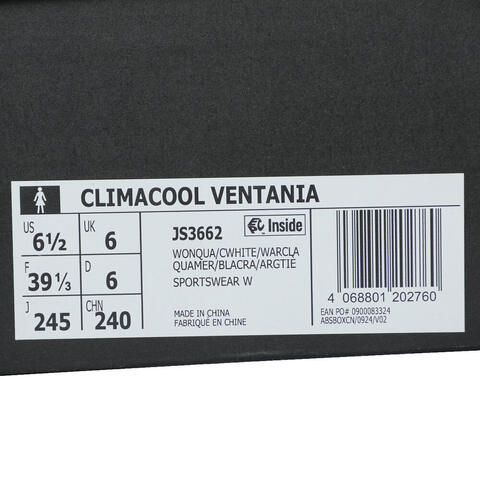 CLIMACOOL VENTANIA
US 6½ UK 6
F 39⅓ D 6
J 245 CHN 240
JS3662 Inside
WONQUA/CWHITE/WARCLA
QUAMER/BLACRA/ARGTIE
SPORTSWEAR W
MADE IN CHINA
FABRIQUÉ EN CHINE
4 068801 202760
EAN PO# 0900083324
ABSBOXCN/0924/V02